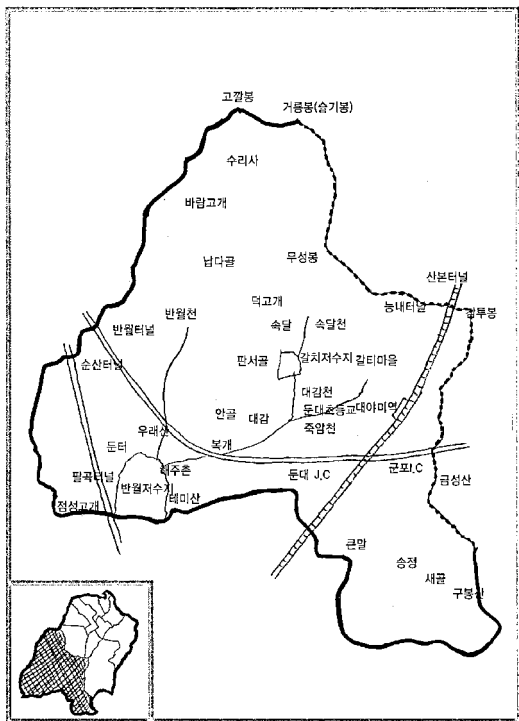 고깔봉
거룡봉(슬기봉)
수리사
바람고개
납다골
무성봉
산본터널
덕고개
능내터널
감투봉
반월천
반월터널
속달
속달천
순산터널
판서골
갈치저수지
갈티마을
대감천
안골
대감
둔대초등교
대야미역
죽암천
우래산
둔터
복개
팔곡터널
반월저수지
둔대 J.C
군포I.C
금성산
점성고개
테미산
큰말
송정
새골
구봉산